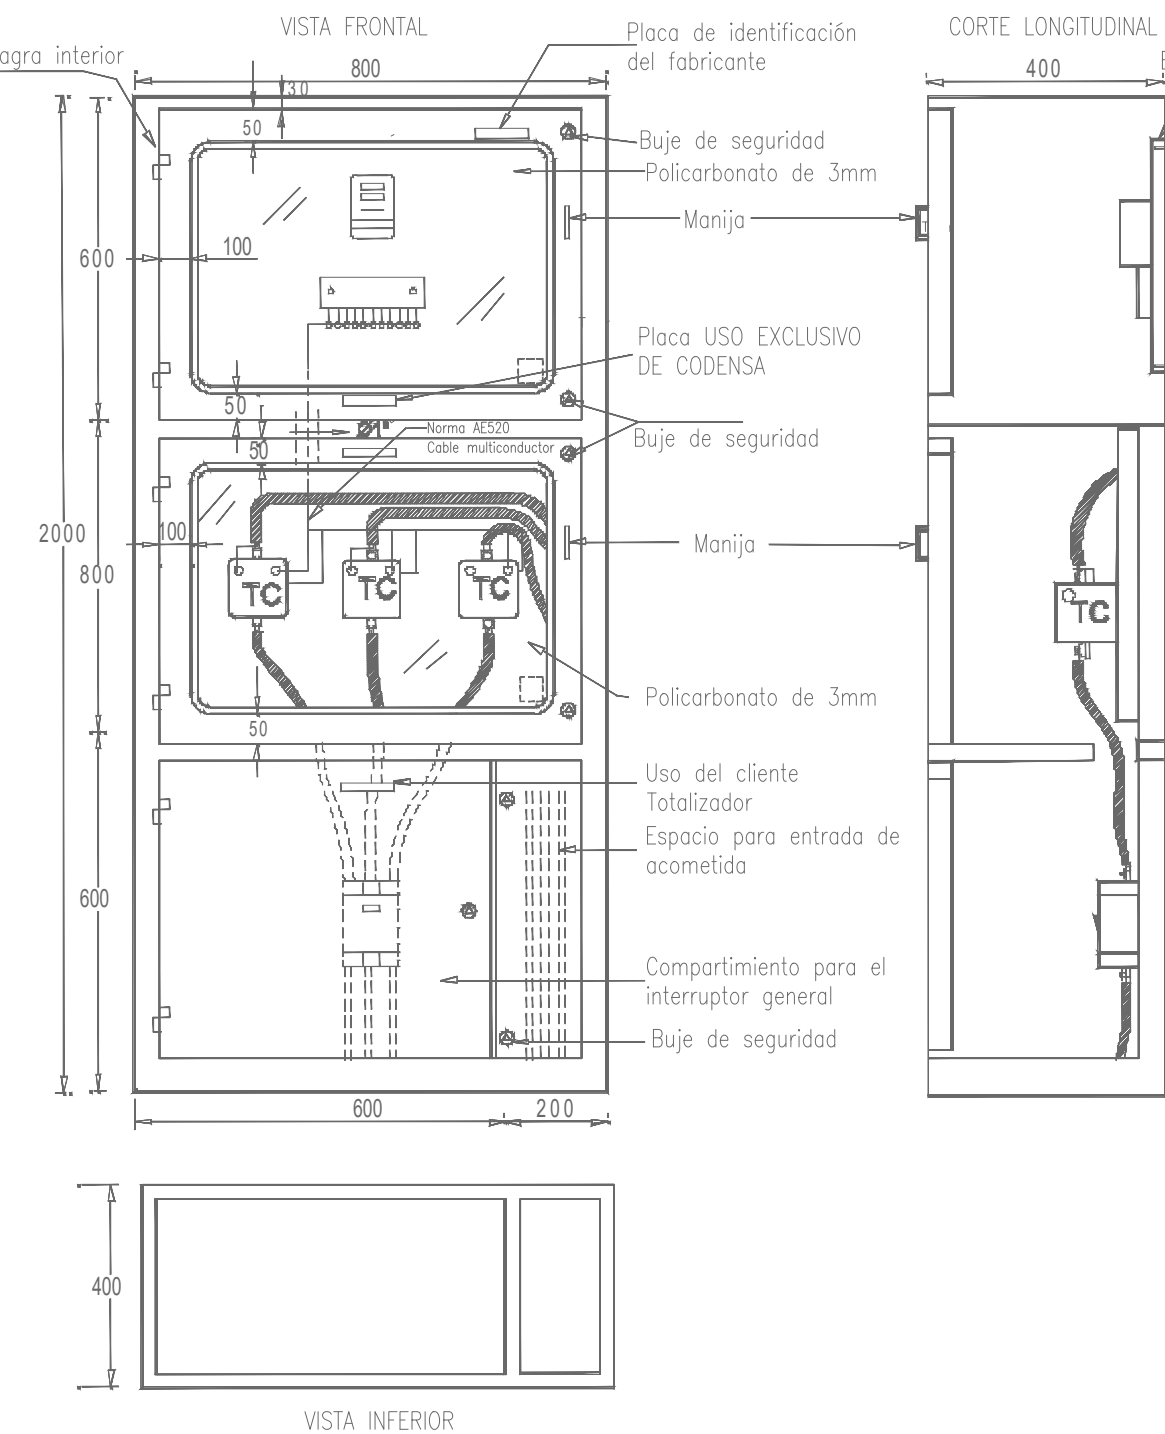 VISTA FRONTAL
Placa de identificación
del fabricante
CORTE LONGITUDINAL
agra interior
800
30
400
50
Buje de seguridad
Policarbonato de 3mm
Manija
600
100
Placa USO EXCLUSIVO
DE CODENSA
50
Ø1"
Norma AE520
Cable multiconductor
Buje de seguridad
50
2000
100
Manija
800
TC
TC
TC
TC
Policarbonato de 3mm
50
Uso del cliente
Totalizador
Espacio para entrada de
acometida
600
Compartimiento para el
interruptor general
Buje de seguridad
600
200
400
VISTA INFERIOR